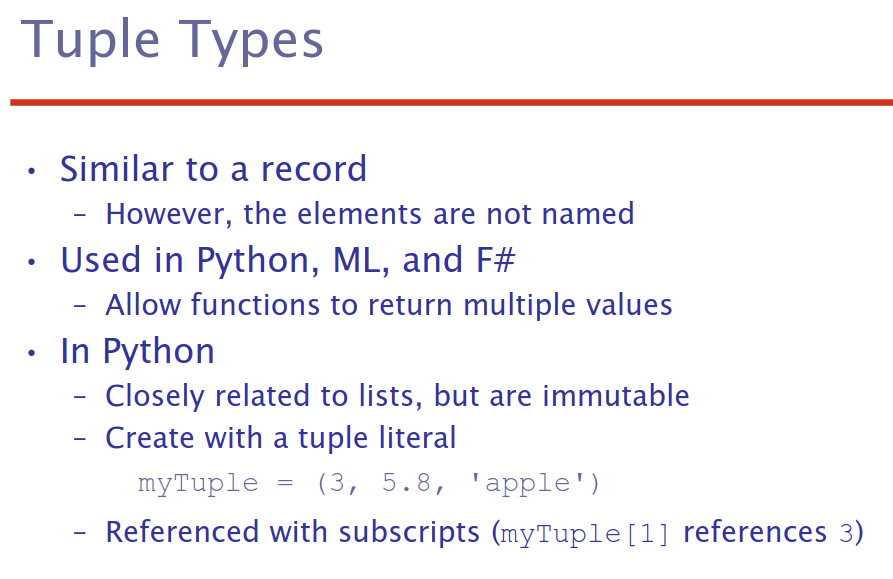 Tuple Types
• Similar to a record
– However, the elements are not named
• Used in Python, ML, and F#
– Allow functions to return multiple values
• In Python
– Closely related to lists, but are immutable
– Create with a tuple literal
myTuple = (3, 5.8, 'apple')
– Referenced with subscripts (myTuple[1] references 3)